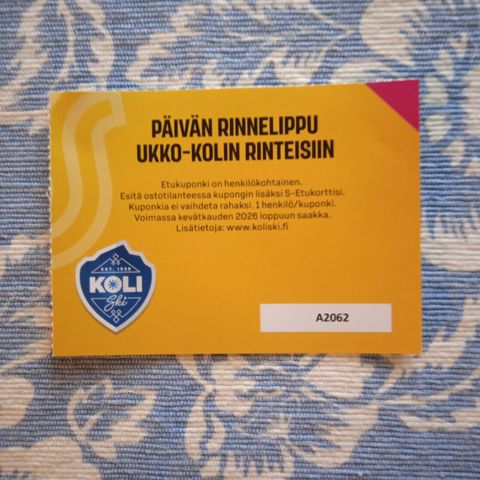 PÄIVÄN RINNELIPPU
UKKO-KOLIN RINTEISIIN
Etukuponki on henkilökohtainen.
Esitä ostotilanteessa kupongin lisäksi S-Etukorttisi.
Kuponkia ei vaihdeta rahaksi. 1 henkilö/kuponki.
Voimassa kevätkauden 2026 loppuun saakka.
Lisätietoja: www.koliski.fi
EST. 1938
KOLI
Ski
A2062